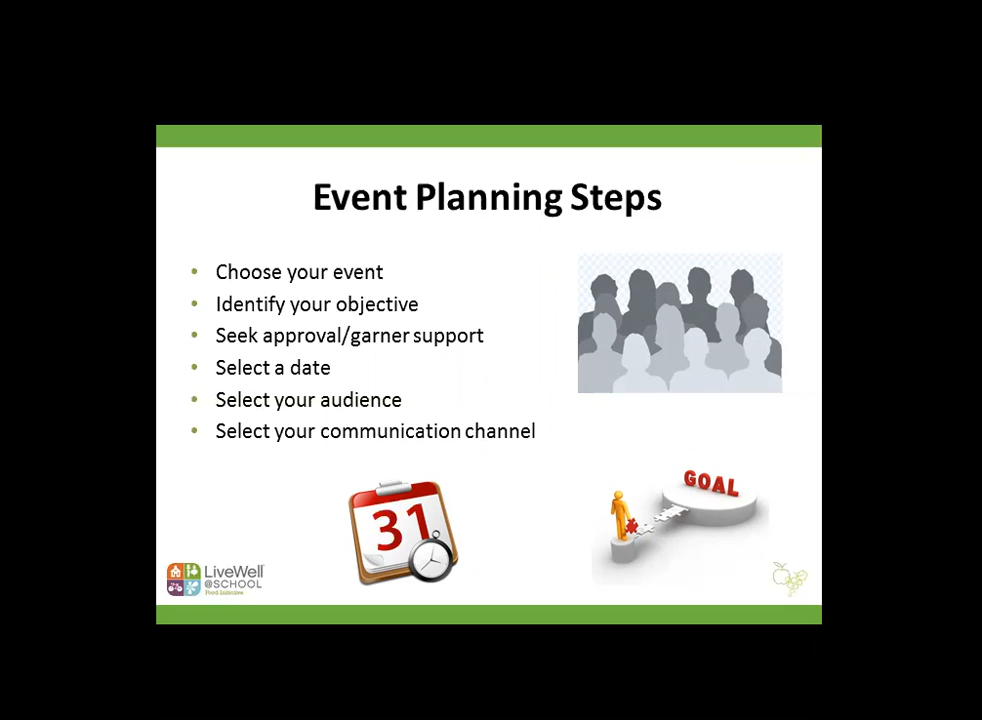 Event Planning Steps
• Choose your event
• Identify your objective
• Seek approval/garner support
• Select a date
• Select your audience
• Select your communication channel
GOAL
31
LiveWell
@SCHOOL
Food Initiative